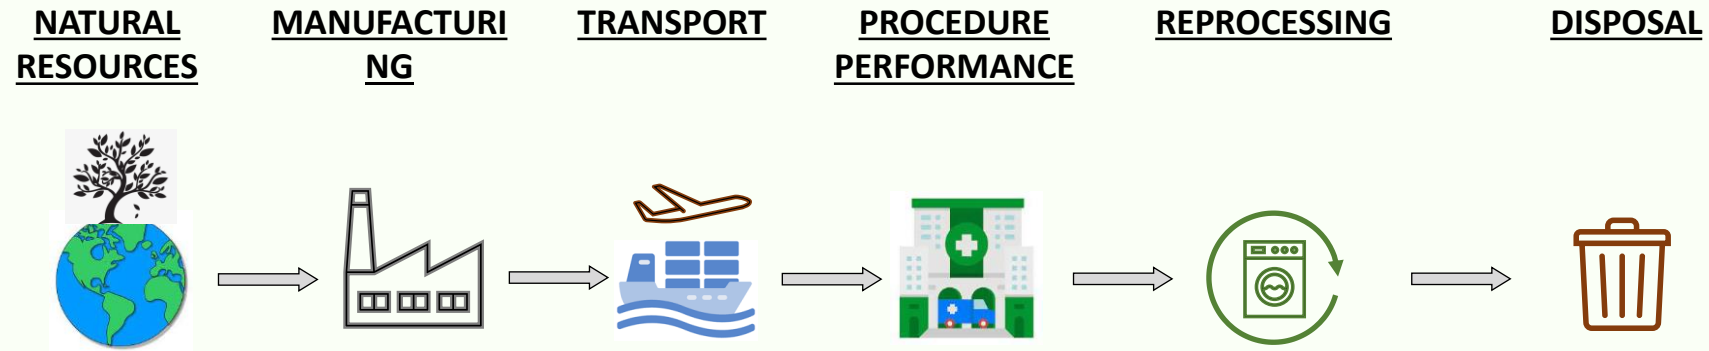 NATURAL
RESOURCES
MANUFACTURI
NG
TRANSPORT
PROCEDURE
PERFORMANCE
REPROCESSING
DISPOSAL